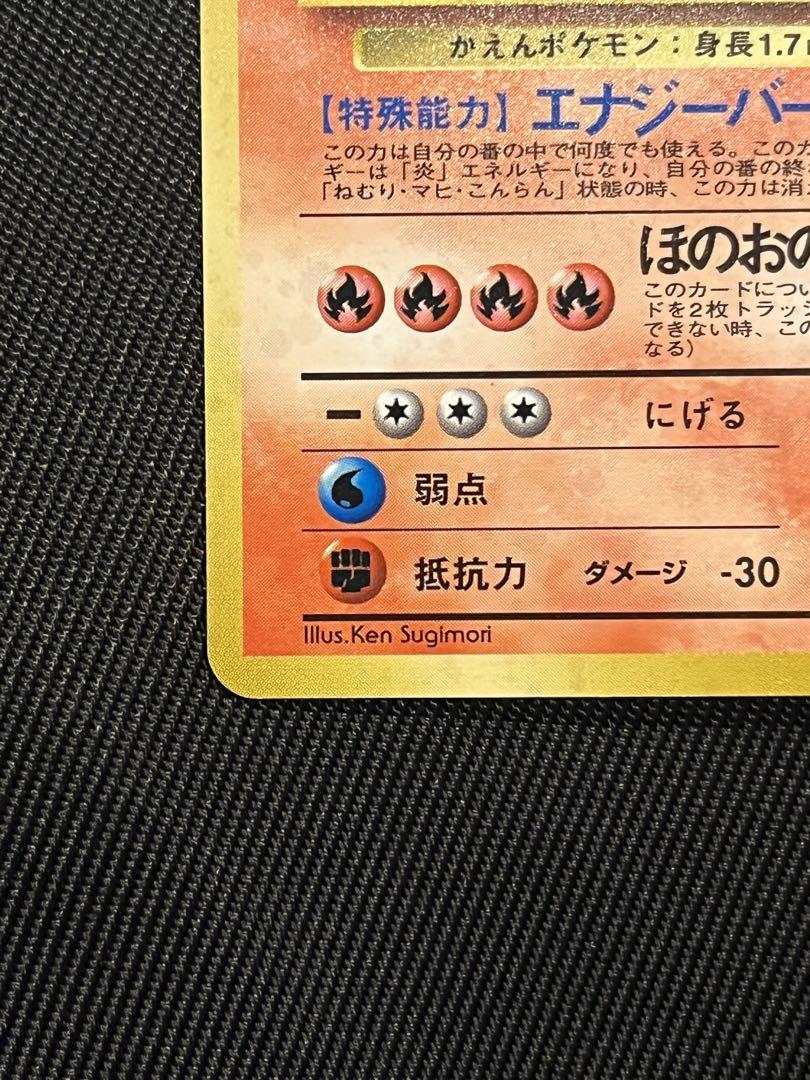 かえんポケモン：身長1.7
【特殊能力】エナジーバー
この力は自分の番の中で何度でも使える。この
ギーは「炎」エネルギーになり、自分の番の終
「ねむり・マヒ・こんらん」状態の時、この力は消
ほのおの
このカードについ
ドを2枚トラッシ
できない時、この
なる）
にげる
弱点
抵抗力 ダメージ -30
Illus.Ken Sugimori